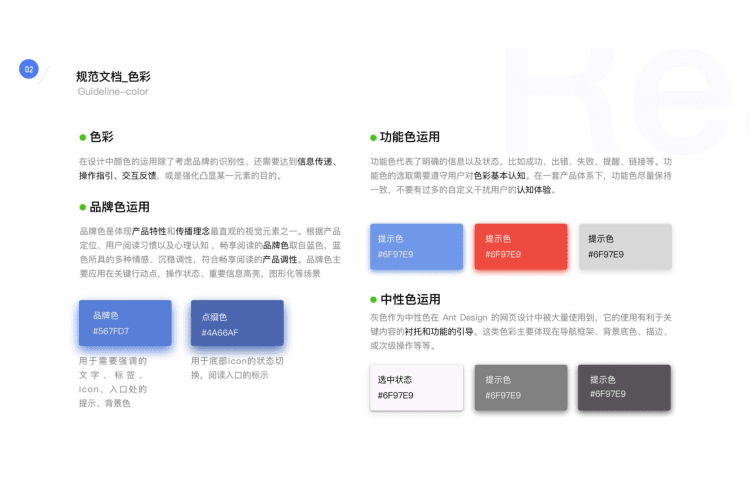 02
规范文档_色彩
Guideline-color
Rea
色彩
在设计中颜色的运用除了考虑品牌的识别性、还需要达到信息传递、
操作指引、交互反馈，或是强化凸显某一元素的目的。
品牌色运用
品牌色是体现产品特性和传播理念最直观的视觉元素之一。根据产品
定位、用户阅读习惯以及心理认知 ，畅享阅读的品牌色取自蓝色，蓝
色所具的多种情感、沉稳调性，符合畅享阅读的产品调性。品牌色主
要应用在关键行动点，操作状态、重要信息高亮，图形化等场景
品牌色
#567FD7
点缀色
#4A66AF
用于需要强调的
文字、标签、
icon、入口处的
提示、背景色
用于底部icon的状态切
换，阅读入口的标示
功能色运用
功能色代表了明确的信息以及状态，比如成功、出错、失败、提醒、链接等。功
能色的选取需要遵守用户对色彩基本认知。在一套产品体系下，功能色尽量保持
一致，不要有过多的自定义干扰用户的认知体验。
提示色
#6F97E9
提示色
#6F97E9
提示色
#6F97E9
中性色运用
灰色作为中性色在 Ant Design 的网页设计中被大量使用到，它的使用有利于关
键内容的衬托和功能的引导。这类色彩主要体现在导航框架、背景底色、描边、
或次级操作等等。
选中状态
#6F97E9
提示色
#6F97E9
提示色
#6F97E9